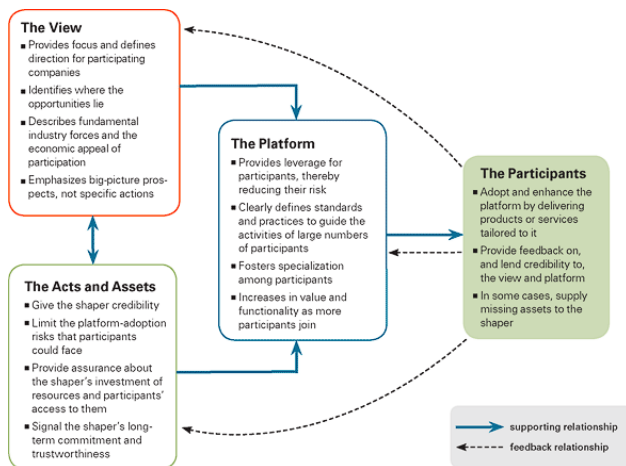 The View
▪ Provides focus and defines
direction for participating
companies
▪ Identifies where the
opportunities lie
▪ Describes fundamental
industry forces and the
economic appeal of
participation
▪ Emphasizes big-picture pros-
pects, not specific actions
The Platform
▪ Provides leverage for
participants, thereby
reducing their risk
▪ Clearly defines standards
and practices to guide the
activities of large numbers
of participants
▪ Fosters specialization
among participants
▪ Increases in value and
functionality as more
participants join
The Participants
▪ Adopt and enhance the
platform by delivering
products or services
tailored to it
▪ Provide feedback on,
and lend credibility to,
the view and platform
▪ In some cases, supply
missing assets to the
shaper
The Acts and Assets
▪ Give the shaper credibility
▪ Limit the platform-adoption
risks that participants
could face
▪ Provide assurance about
the shaper's investment of
resources and participants'
access to them
▪ Signal the shaper's long-
term commitment and
trustworthiness
supporting relationship
feedback relationship